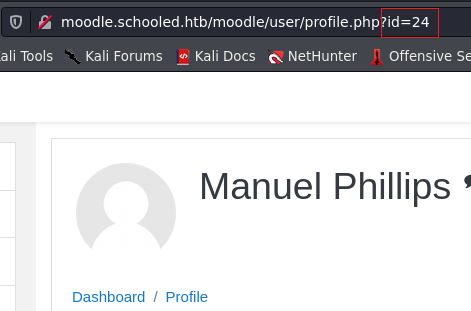 moodle.schooled.htb/moodle/user/profile.php?id=24
ali Tools Kali Forums Kali Docs NetHunter Offensive Se
Manuel Phillips
Dashboard / Profile